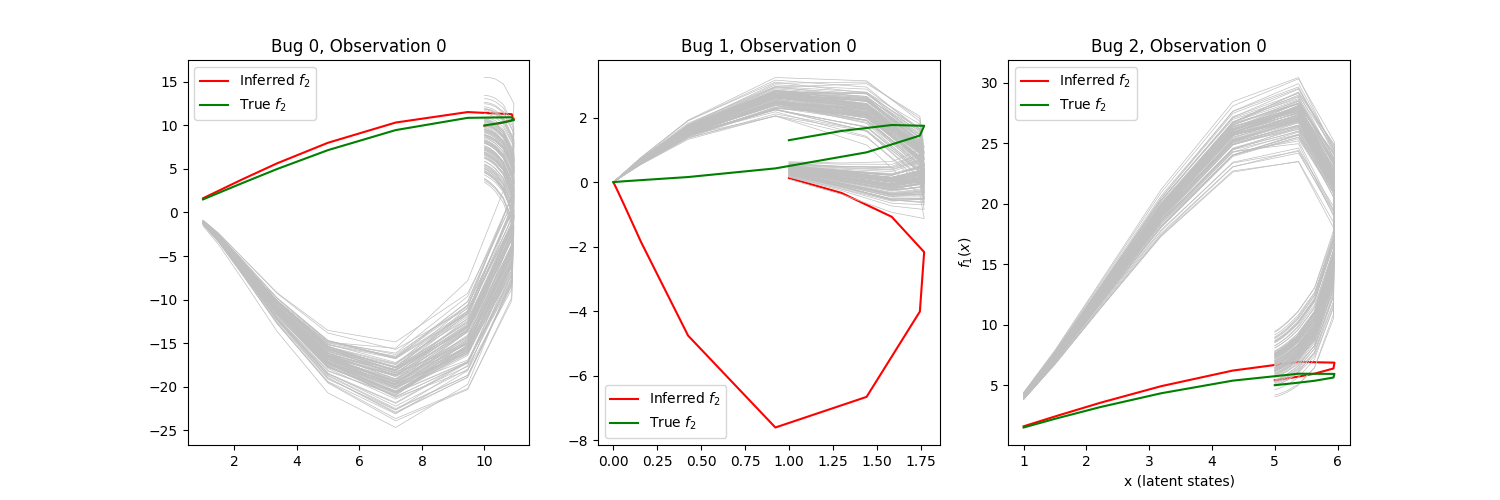 Bug 0, Observation 0
Inferred f₂
True f₂
15
10
5
0
−5
−10
−15
−20
−25
2 4 6 8 10
Bug 1, Observation 0
2
0
−2
−4
−6
−8
Inferred f₂
True f₂
0.00 0.25 0.50 0.75 1.00 1.25 1.50 1.75
Bug 2, Observation 0
Inferred f₂
True f₂
f₁(x)
30
25
20
15
10
5
1 2 3 4 5 6
x (latent states)